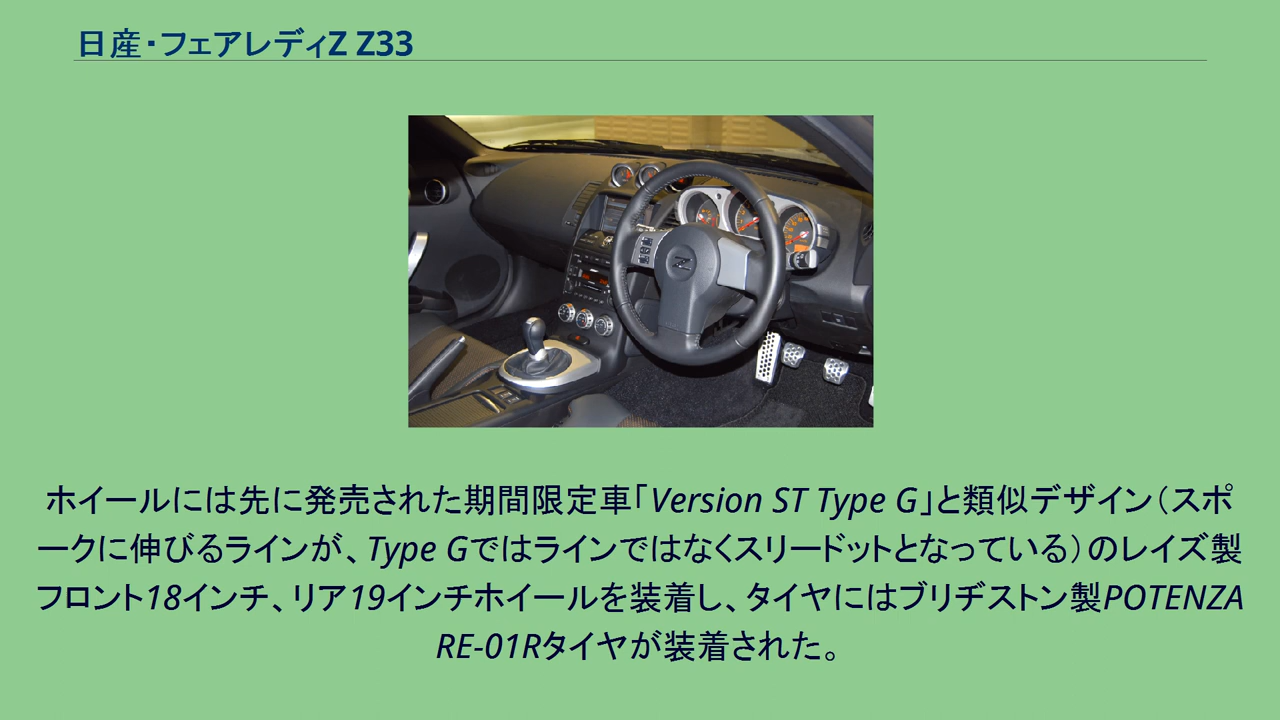 日産・フェアレディZ Z33
ホイールには先に発売された期間限定車「Version ST Type G」と類似デザイン（スポ
ークに伸びるラインが、Type Gではラインではなくスリードットとなっている）のレイズ製
フロント18インチ、リア19インチホイールを装着し、タイヤにはブリヂストン製POTENZA
RE-01Rタイヤが装着された。